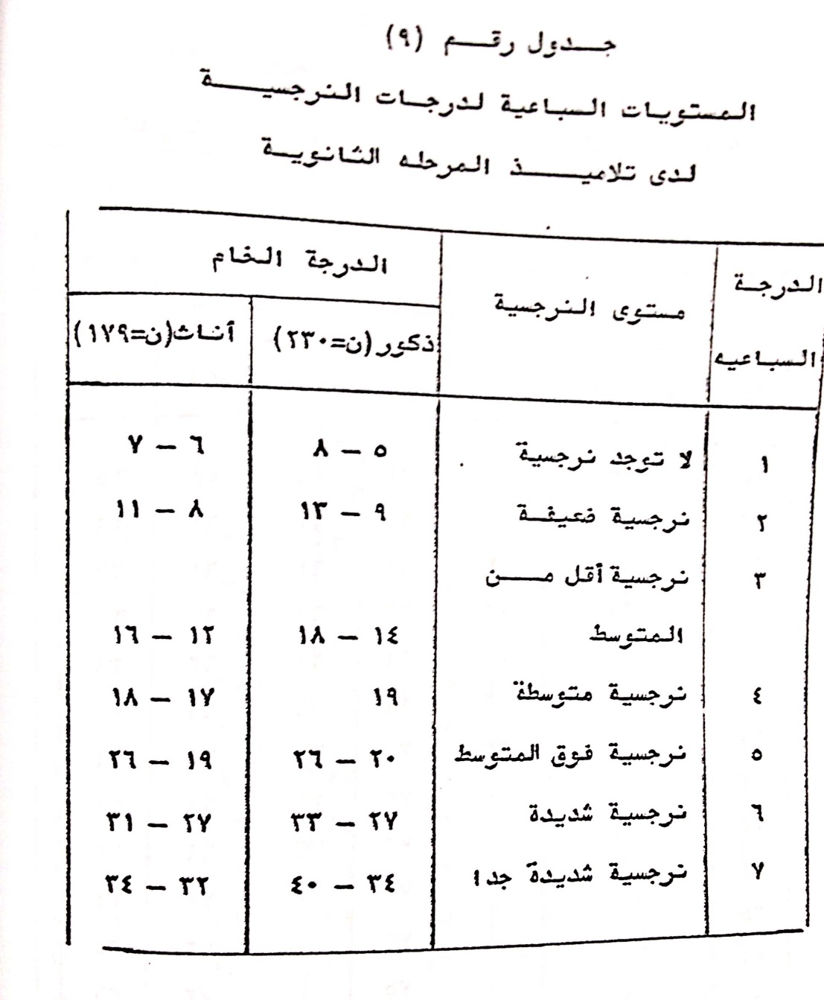 جدول رقم (٩)
المستويات السباعية لدرجات النرجسية
لدى تلاميذ المرحله الثانوية
الدرجة السباعيه مستوى النرجسية الدرجة الخام
ذكور (ن=٢٣٠) أناث (ن=١٧٩)
١ لا توجد نرجسية ٥ – ٨ ٦ – ٧
٢ نرجسية ضعيفة ٩ – ١٣ ٨ – ١١
٣ نرجسية أقل من
المتوسط ١٤ – ١٨ ١٢ – ١٦
٤ نرجسية متوسطة ١٩ ١٧ – ١٨
٥ نرجسية فوق المتوسط ٢٠ – ٢٦ ١٩ – ٢٦
٦ نرجسية شديدة ٢٧ – ٣٣ ٢٧ – ٣١
٧ نرجسية شديدة جدا ٣٤ – ٤٠ ٣٢ – ٣٤